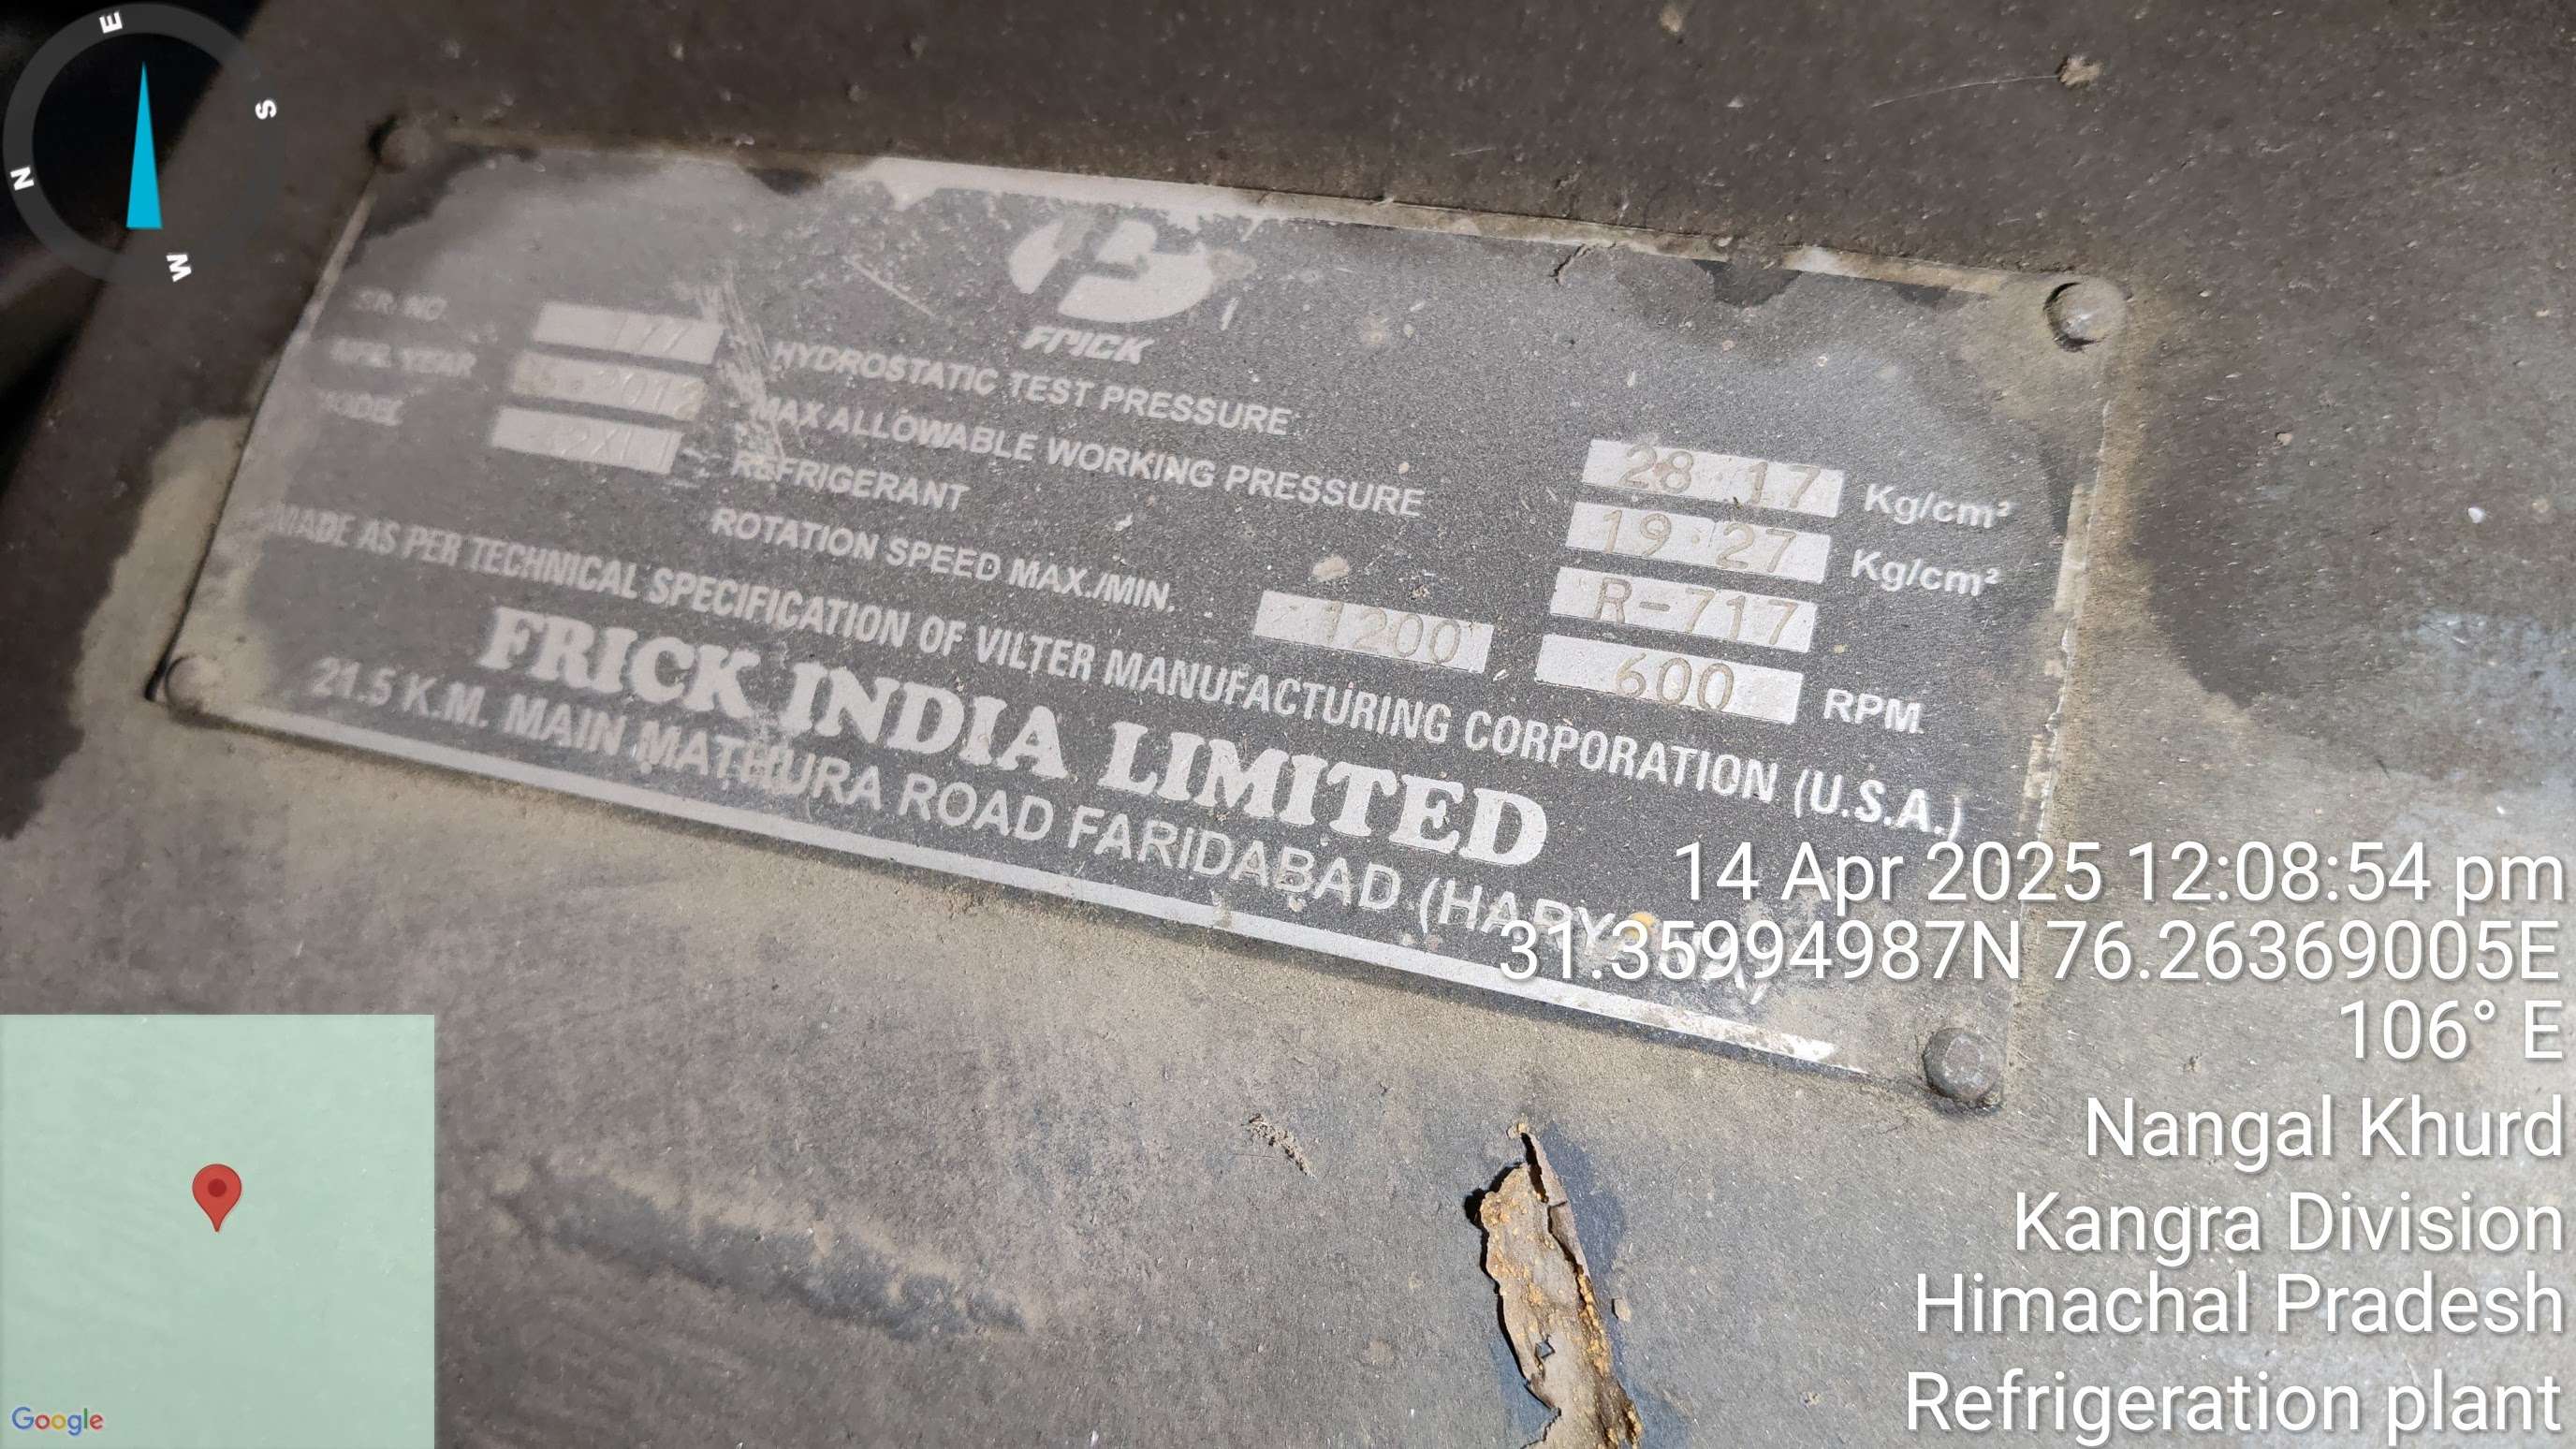 E
S
N
W
FRICK
SR. NO.
MFG. YEAR
2012
MODEL
HYDROSTATIC TEST PRESSURE 28·17 Kg/cm²
MAX ALLOWABLE WORKING PRESSURE 19·27 Kg/cm²
REFRIGERANT R-717
ROTATION SPEED MAX./MIN. 1200 600 RPM
MADE AS PER TECHNICAL SPECIFICATION OF VILTER MANUFACTURING CORPORATION (U.S.A.)
FRICK INDIA LIMITED
21.5 K.M. MAIN MATHURA ROAD FARIDABAD
14 Apr 2025 12:08:54 pm
31.35994987N 76.26369005E
106° E
Nangal Khurd
Kangra Division
Himachal Pradesh
Refrigeration plant
Google